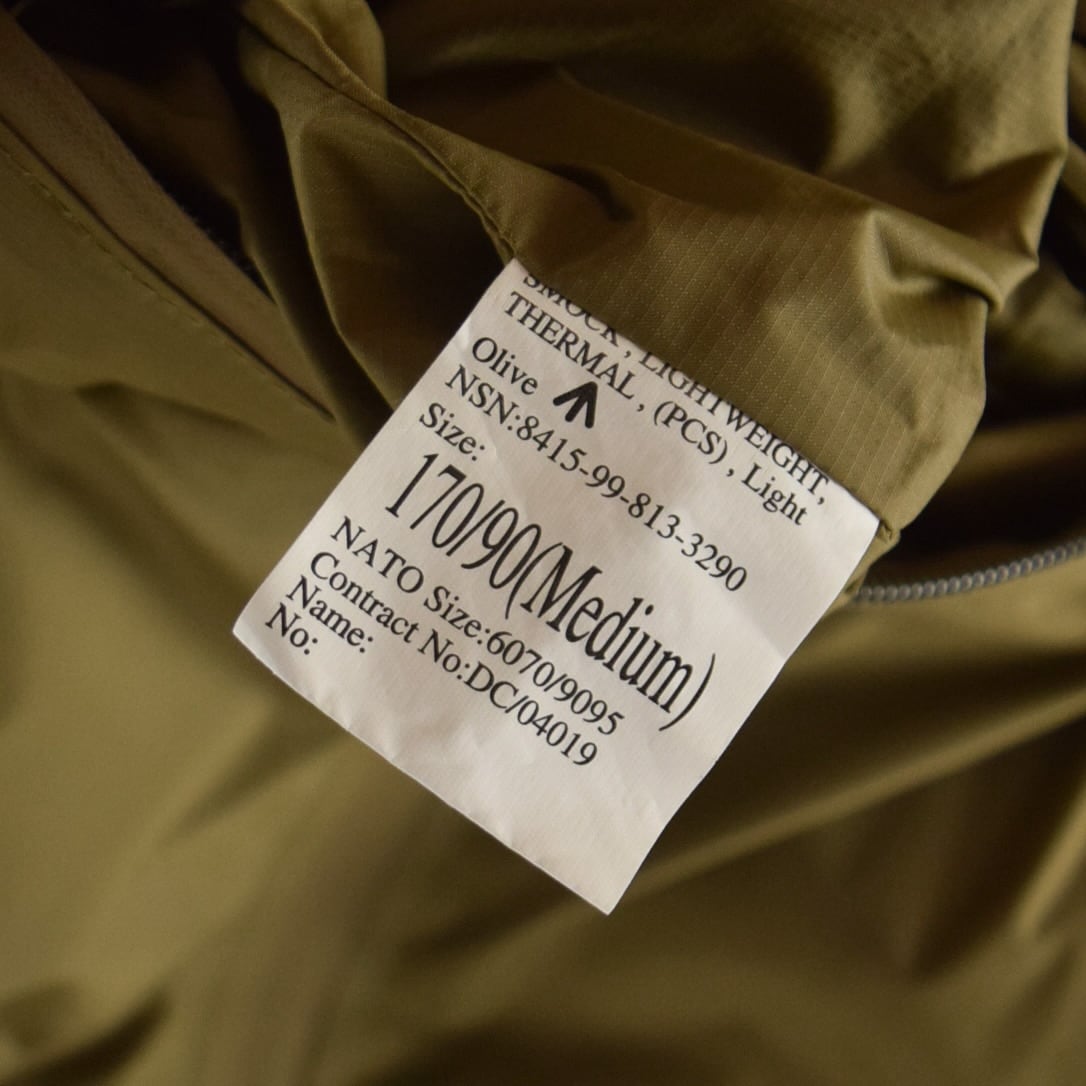 SMOCK, LIGHTWEIGHT,
THERMAL, (PCS), Light
Olive
NSN:8415-99-813-3290
Size:
170/90(Medium)
NATO Size:6070/9095
Contract No:DC/04019
Name:
No: